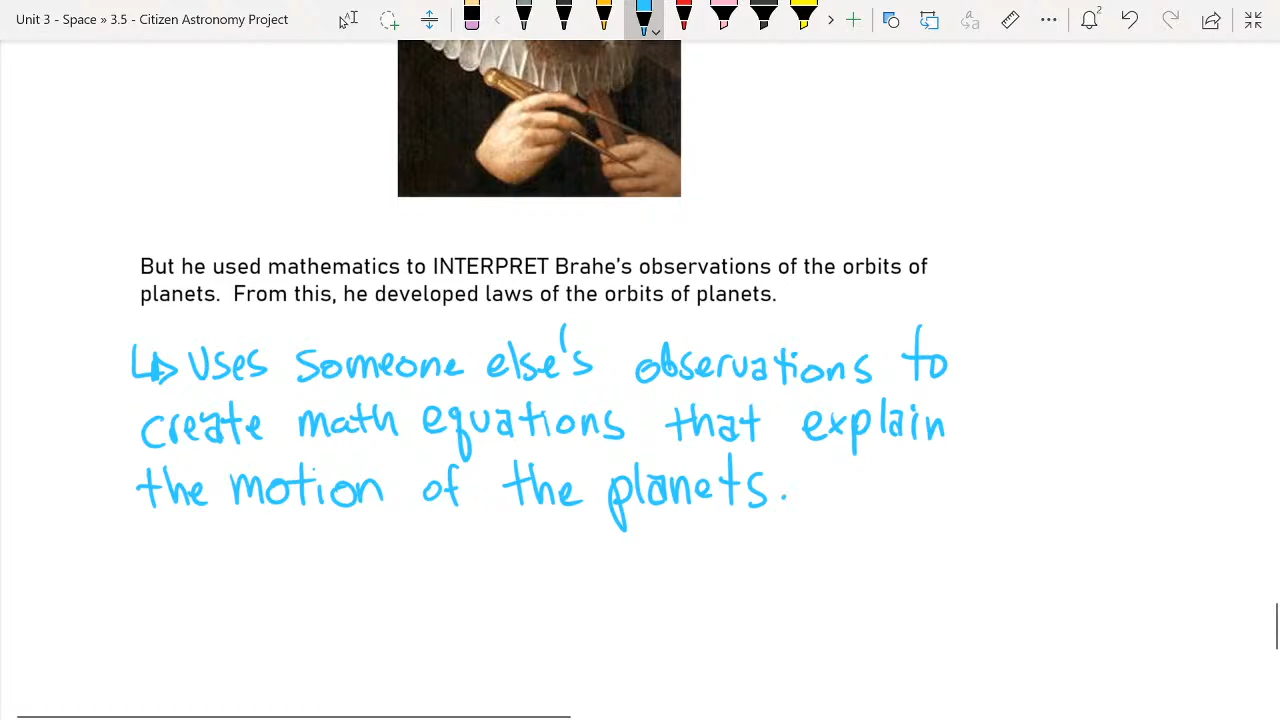 Unit 3 - Space » 3.5 - Citizen Astronomy Project
2
But he used mathematics to INTERPRET Brahe's observations of the orbits of
planets. From this, he developed laws of the orbits of planets.
↳ Uses someone else's observations to
create math equations that explain
the motion of the planets.